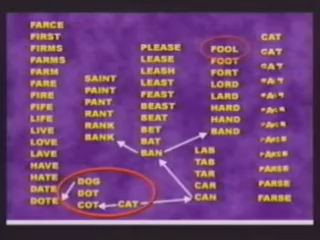 FARCE
FIRST
FIRMS
FARMS
FARM
FARE
FIRE
FIFE
LIFE
LIVE
LOVE
LAVE
HAVE
HATE
DATE
DOTE
SAINT
PAINT
PANT
RANT
RANK
BANK
DOG
DOT
COT
CAT
PLEASE
LEASE
LEASH
LEAST
FEAST
BEAST
BEAT
BET
BAT
BAN
FOOL
FOOT
FORT
LORD
LARD
HARD
HAND
BAND
LAB
TAB
TAR
CAR
CAN
CAT
CAT
PARSE
FARSE